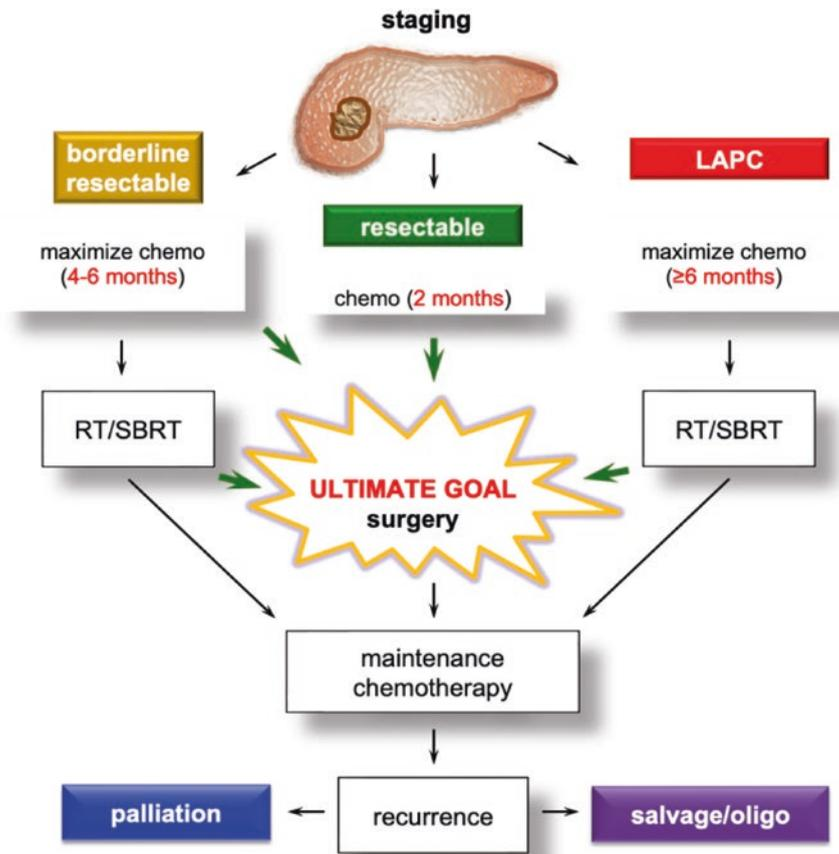 staging
borderline
resectable
maximize chemo
(4-6 months)
resectable
chemo (2 months)
LAPC
maximize chemo
(≥6 months)
RT/SBRT
RT/SBRT
ULTIMATE GOAL
surgery
maintenance
chemotherapy
palliation
recurrence
salvage/oligo